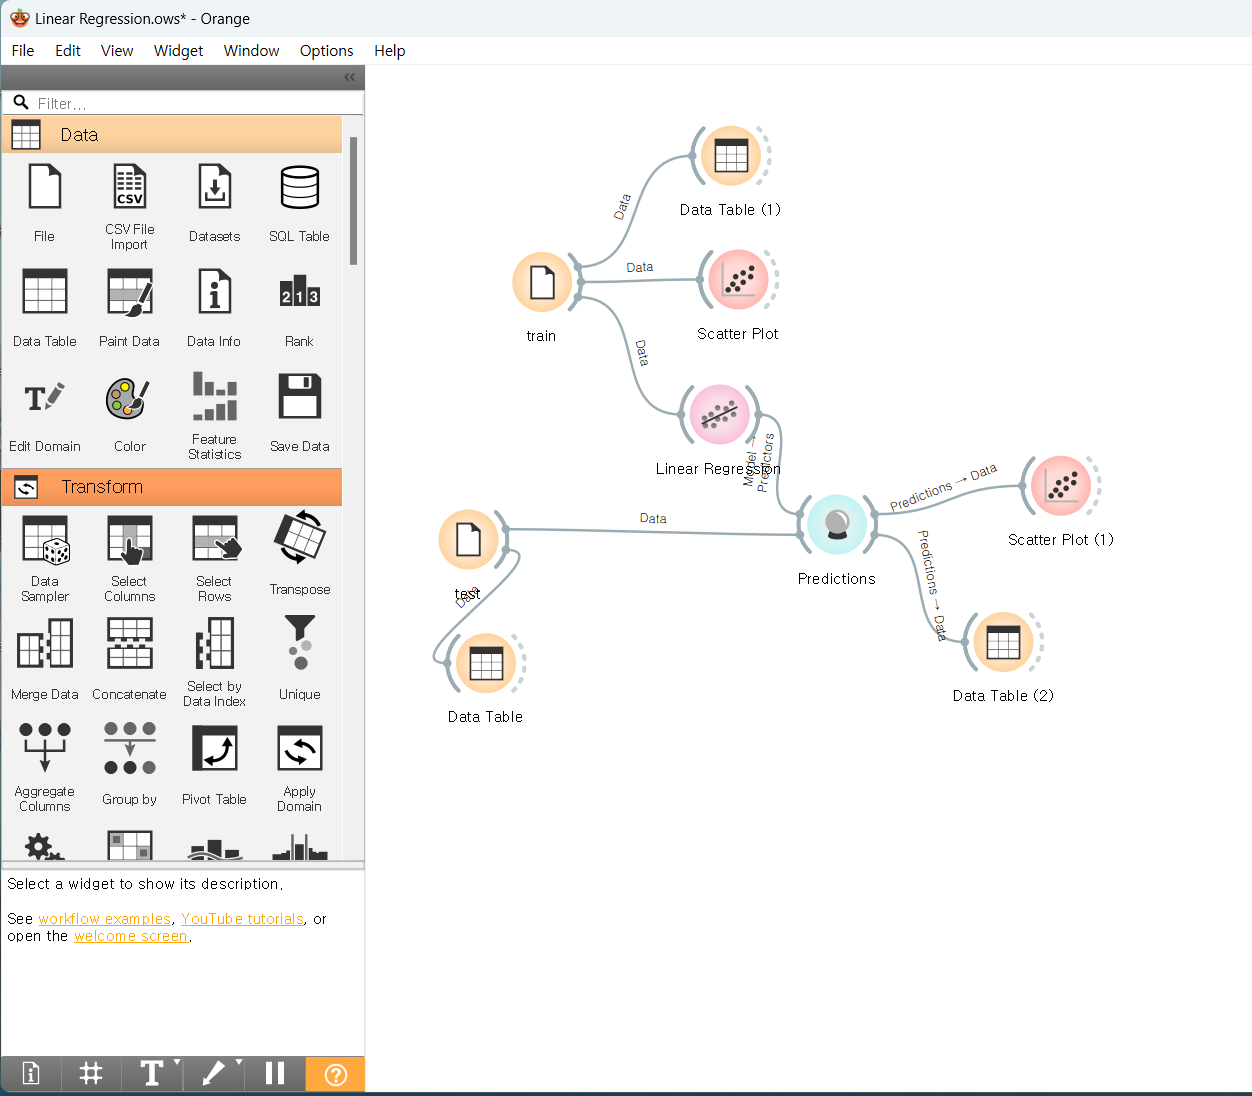 Linear Regression.ows* - Orange
File Edit View Widget Window Options Help
«
Filter...
Data
File
CSV
CSV File
Import
Datasets
SQL Table
Data Table
Paint Data
Data Info
2 1 3
Rank
T
Edit Domain
Color
Feature
Statistics
Save Data
Transform
Data
Sampler
Select
Columns
Select
Rows
Transpose
Merge Data
Concatenate
Select by
Data Index
Unique
Aggregate
Columns
Group by
Pivot Table
Apply
Domain
Select a widget to show its description.
See workflow examples, YouTube tutorials, or
open the welcome screen.
T
?
Data
Data Table (1)
Data
Scatter Plot
train
Data
Linear Regression
Model →
Predictors
Data
test
Data
Data Table
Predictions
Predictions → Data
Scatter Plot (1)
Predictions → Data
Data Table (2)